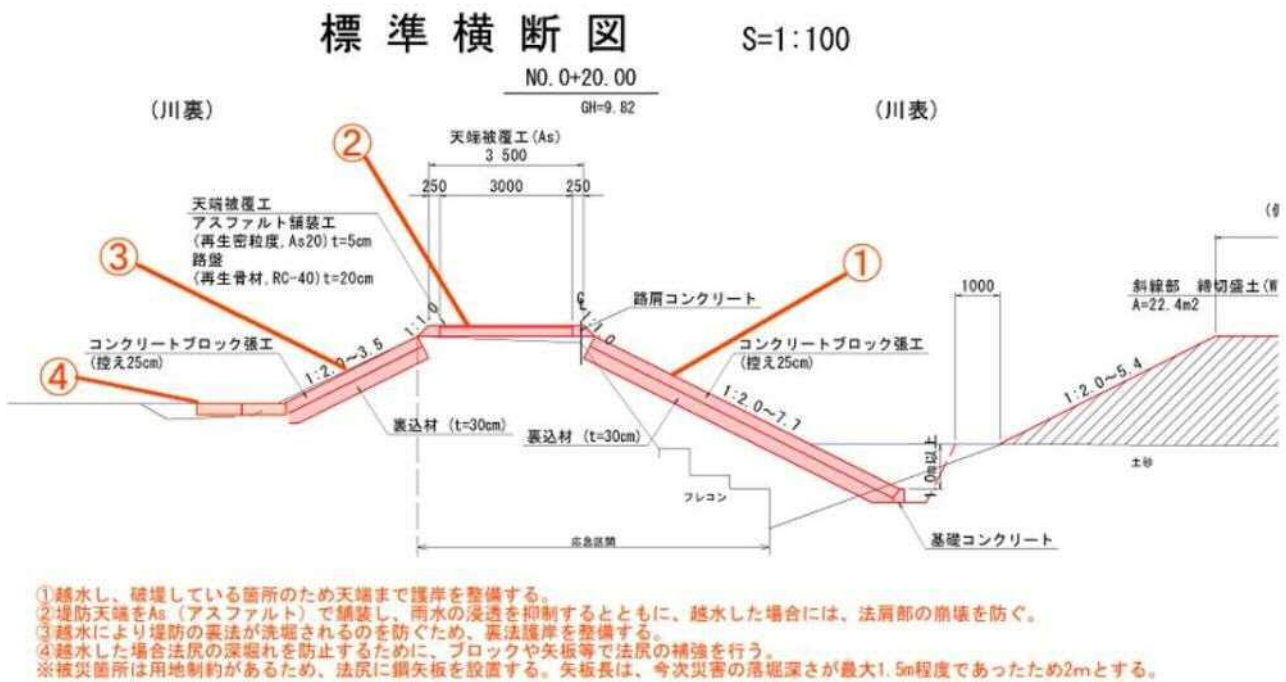 標準横断図 S=1:100
NO.0+20.00
GH=9.82
(川裏)
(川表)
②
天端被覆工(As)
3 500
250 3000 250
天端被覆工
アスファルト舗装工
(再生密粒度,As20)t=5cm
路盤
(再生骨材,RC-40)t=20cm
③
①
1000
斜線部 締切盛土(W
A=22.4m2
路肩コンクリート
1:1.0
1:1.0
コンクリートブロック張工
(控え25cm)
1:2.0~3.5
コンクリートブロック張工
(控え25cm)
1:2.0~7.7
1:2.0~5.4
④
裏込材 (t=30cm)
裏込材 (t=30cm)
1.0m以上
土砂
フレコン
基礎コンクリート
応急区間
①越水し、破堤している箇所のため天端まで護岸を整備する。
②堤防天端をAs(アスファルト)で舗装し、雨水の浸透を抑制するとともに、越水した場合には、法肩部の崩壊を防ぐ。
③越水により堤防の裏法が洗堀されるのを防ぐため、裏法護岸を整備する。
④越水した場合法尻の深堀れを防止するために、ブロックや矢板等で法尻の補強を行う。
※被災箇所は用地制約があるため、法尻に鋼矢板を設置する。矢板長は、今次災害の落堀深さが最大1.5m程度であったため2mとする。